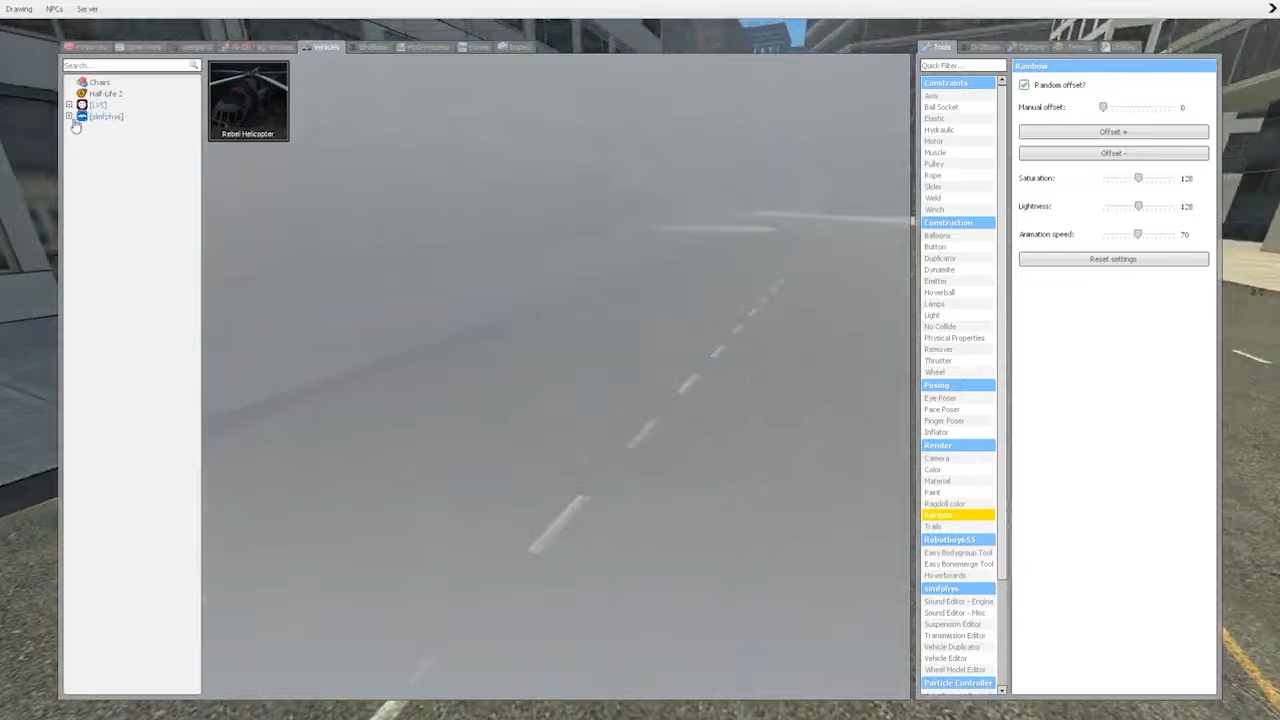 Drawing NPCs Server
Vehicles
Tools
Search...
Chairs
Half-Life 2
[LVS]
[simfphys]
Rebel Helicopter
Quick Filter...
Constraints
Axis
Ball Socket
Elastic
Hydraulic
Motor
Muscle
Pulley
Rope
Slider
Weld
Winch
Construction
Balloons
Button
Duplicator
Dynamite
Emitter
Hoverball
Lamps
Light
No Collide
Physical Properties
Remover
Thruster
Wheel
Posing
Eye Poser
Face Poser
Finger Poser
Inflator
Render
Camera
Color
Material
Paint
Ragdoll color
Rainbow
Trails
Robotboy655
Easy Bodygroup Tool
Easy Bonemerge Tool
Hoverboards
simfphys
Sound Editor - Engine
Sound Editor - Misc
Suspension Editor
Transmission Editor
Vehicle Duplicator
Vehicle Editor
Wheel Model Editor
Particle Controller
Rainbow
Random offset?
Manual offset: 0
Offset +
Offset -
Saturation: 128
Lightness: 128
Animation speed: 70
Reset settings